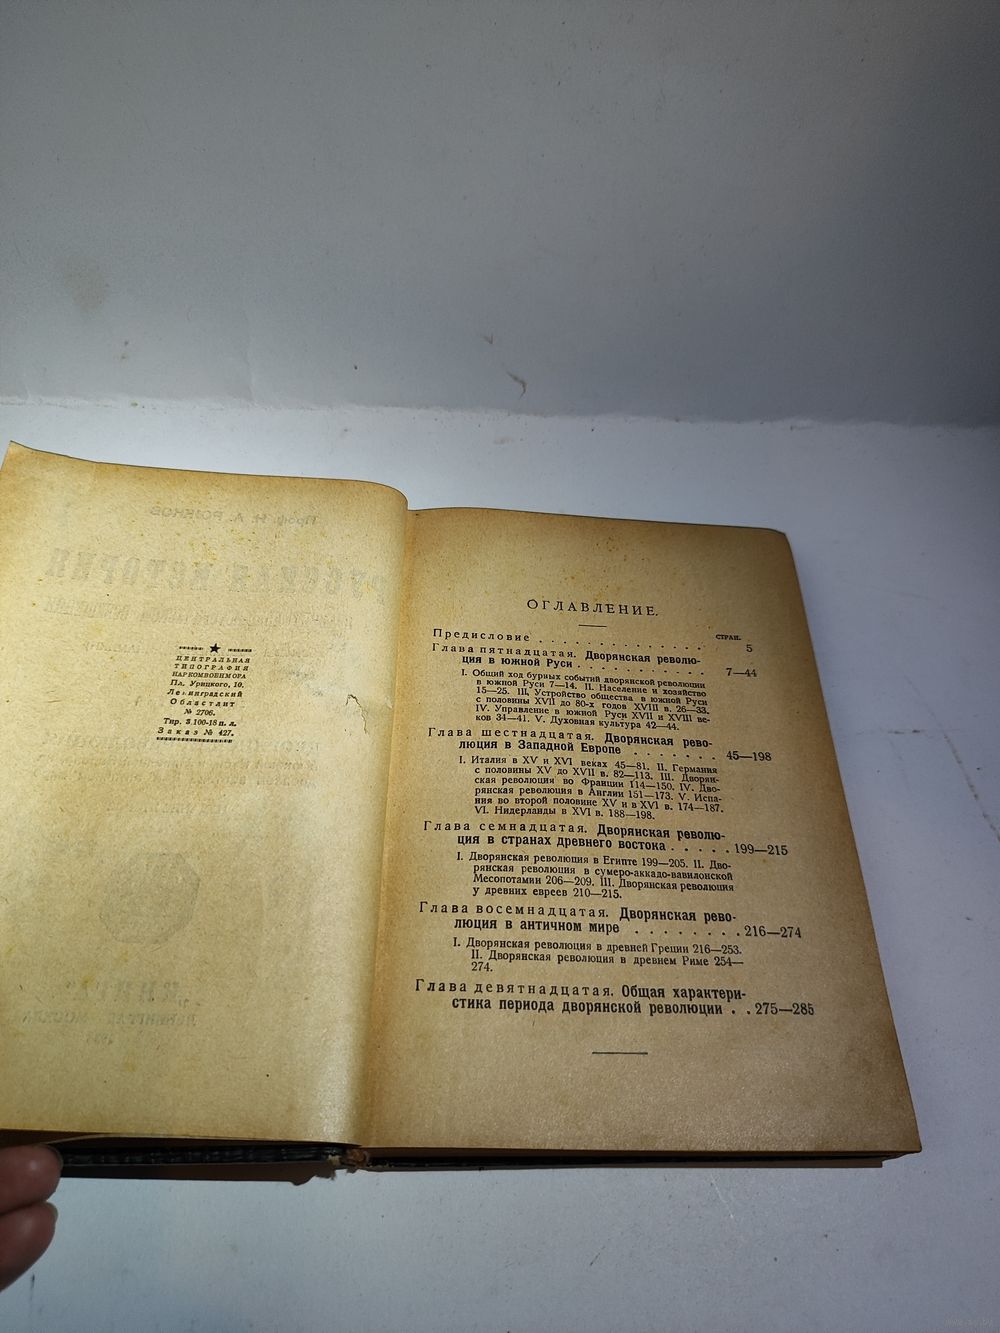 ЦЕНТРАЛЬНАЯ
ТИПОГРАФИЯ
НАРКОМВОЕНМОРА
Пл. Урицкого, 10.
Ленинградский
Областлит
№ 2706.
Тир. 3.100-18 п. л.
Заказ № 427.
ОГЛАВЛЕНИЕ.
СТРАН.
Предисловие . . . . . . . . . . . . . 5
Глава пятнадцатая. Дворянская револю-
ция в южной Руси . . . . . . . . . . 7—44
I. Общий ход бурных событий дворянской революции
в южной Руси 7—14. II. Население и хозяйство
15—25. III. Устройство общества в южной Руси
с половины XVII до 80-х годов XVIII в. 26—33.
IV. Управление в южной Руси XVII и XVIII ве-
ков 34—41. V. Духовная культура 42—44.
Глава шестнадцатая. Дворянская рево-
люция в Западной Европе . . . . . . . 45—198
I. Италия в XV и XVI веках 45—81. II. Германия
с половины XV до XVII в. 82—113. III. Дворян-
ская революция во Франции 114—150. IV. Дво-
рянская революция в Англии 151—173. V. Испа-
ния во второй половине XV и в XVI в. 174—187.
VI. Нидерланды в XVI в. 188—198.
Глава семнадцатая. Дворянская револю-
ция в странах древнего востока . . . . . 199—215
I. Дворянская революция в Египте 199—205. II. Дво-
рянская революция в сумеро-аккадо-вавилонской
Месопотамии 206—209. III. Дворянская революция
у древних евреев 210—215.
Глава восемнадцатая. Дворянская рево-
люция в античном мире . . . . . . . . 216—274
I. Дворянская революция в древней Греции 216—253.
II. Дворянская революция в древнем Риме 254—
274.
Глава девятнадцатая. Общая характери-
стика периода дворянской революции . . 275—285